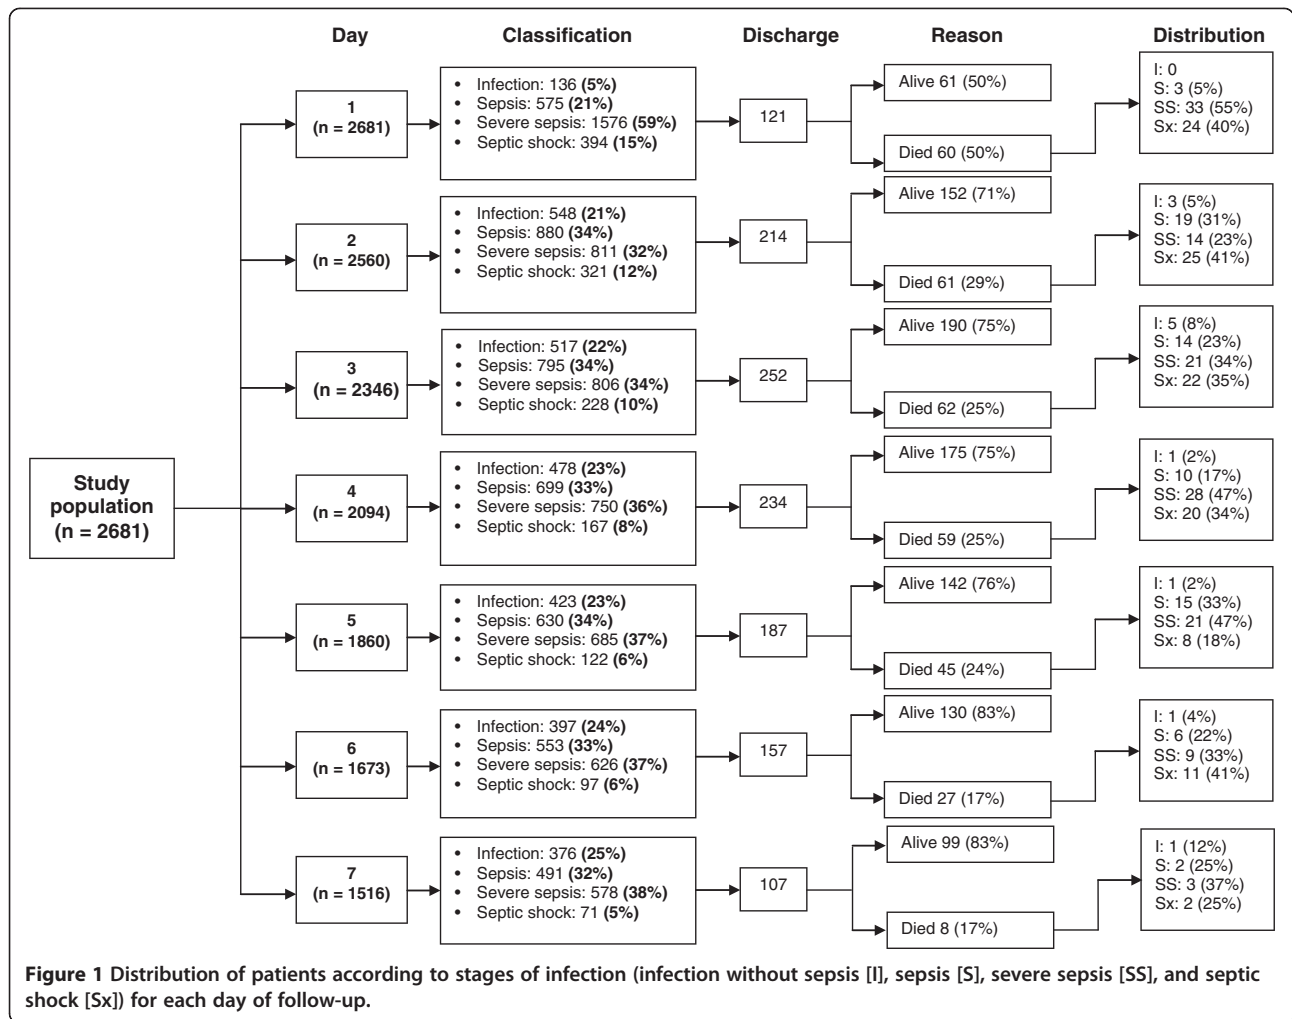 Day Classification Discharge Reason Distribution
Study
population
(n = 2681)
1
(n = 2681)
• Infection: 136 (5%)
• Sepsis: 575 (21%)
• Severe sepsis: 1576 (59%)
• Septic shock: 394 (15%)
121
Alive 61 (50%)
Died 60 (50%)
I: 0
S: 3 (5%)
SS: 33 (55%)
Sx: 24 (40%)
2
(n = 2560)
• Infection: 548 (21%)
• Sepsis: 880 (34%)
• Severe sepsis: 811 (32%)
• Septic shock: 321 (12%)
214
Alive 152 (71%)
Died 61 (29%)
I: 3 (5%)
S: 19 (31%)
SS: 14 (23%)
Sx: 25 (41%)
3
(n = 2346)
• Infection: 517 (22%)
• Sepsis: 795 (34%)
• Severe sepsis: 806 (34%)
• Septic shock: 228 (10%)
252
Alive 190 (75%)
Died 62 (25%)
I: 5 (8%)
S: 14 (23%)
SS: 21 (34%)
Sx: 22 (35%)
4
(n = 2094)
• Infection: 478 (23%)
• Sepsis: 699 (33%)
• Severe sepsis: 750 (36%)
• Septic shock: 167 (8%)
234
Alive 175 (75%)
Died 59 (25%)
I: 1 (2%)
S: 10 (17%)
SS: 28 (47%)
Sx: 20 (34%)
5
(n = 1860)
• Infection: 423 (23%)
• Sepsis: 630 (34%)
• Severe sepsis: 685 (37%)
• Septic shock: 122 (6%)
187
Alive 142 (76%)
Died 45 (24%)
I: 1 (2%)
S: 15 (33%)
SS: 21 (47%)
Sx: 8 (18%)
6
(n = 1673)
• Infection: 397 (24%)
• Sepsis: 553 (33%)
• Severe sepsis: 626 (37%)
• Septic shock: 97 (6%)
157
Alive 130 (83%)
Died 27 (17%)
I: 1 (4%)
S: 6 (22%)
SS: 9 (33%)
Sx: 11 (41%)
7
(n = 1516)
• Infection: 376 (25%)
• Sepsis: 491 (32%)
• Severe sepsis: 578 (38%)
• Septic shock: 71 (5%)
107
Alive 99 (83%)
Died 8 (17%)
I: 1 (12%)
S: 2 (25%)
SS: 3 (37%)
Sx: 2 (25%)
Figure 1 Distribution of patients according to stages of infection (infection without sepsis [I], sepsis [S], severe sepsis [SS], and septic
shock [Sx]) for each day of follow-up.